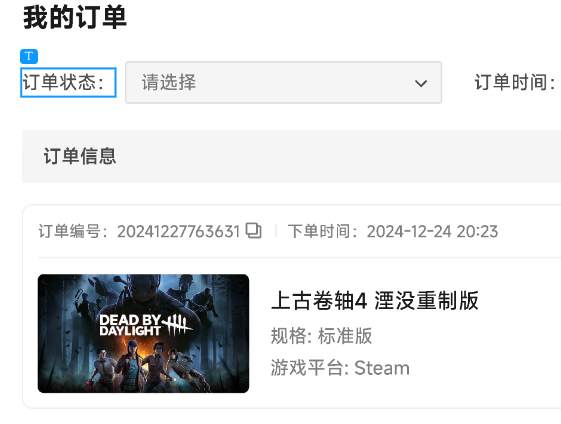 我的订单
T
订单状态：
请选择
订单时间：
订单信息
订单编号：20241227763631
下单时间：2024-12-24 20:23
DEAD BY
DAYLIGHT
上古卷轴4 湮没重制版
规格: 标准版
游戏平台: Steam